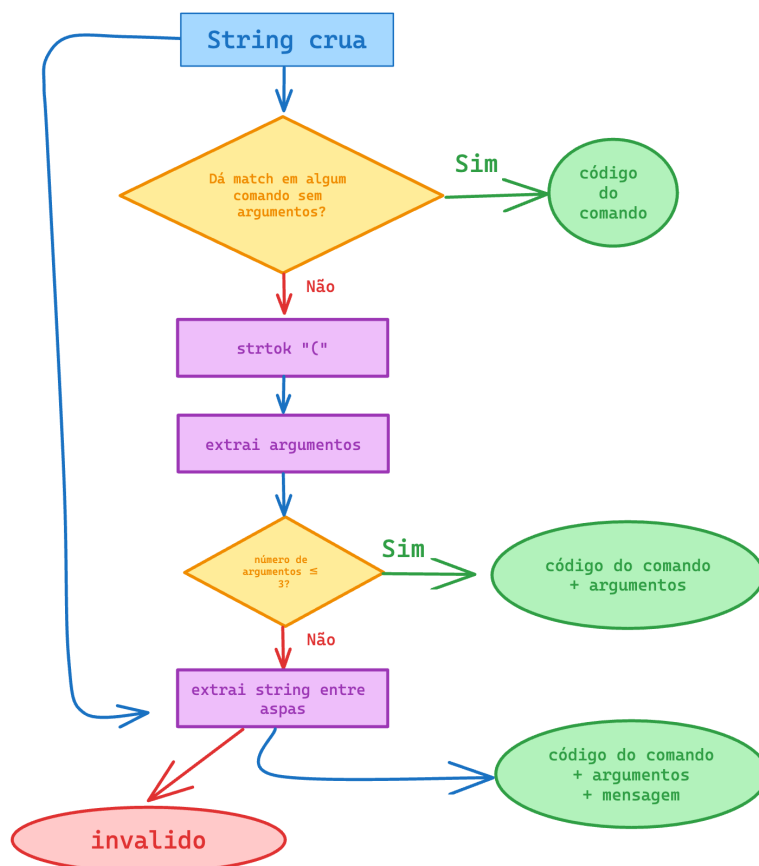 String crua
Dá match em algum
comando sem
argumentos?
Sim
código
do
comando
Não
strtok "("
extrai argumentos
número de
argumentos ≤
3?
Sim
código do comando
+ argumentos
Não
extrai string entre
aspas
código do comando
+ argumentos
+ mensagem
invalido